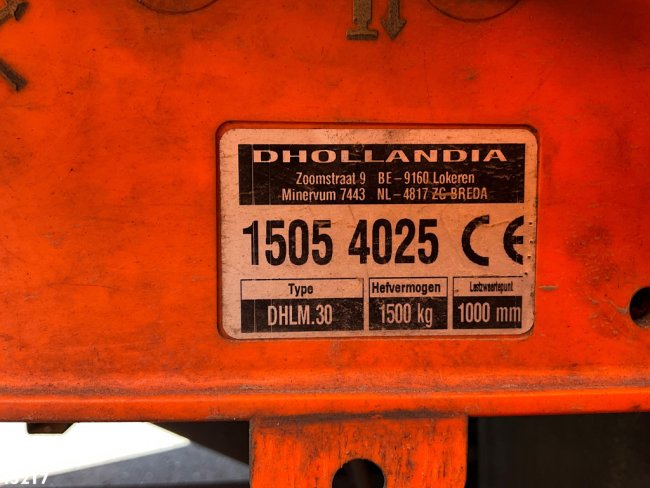 DHOLLANDIA
Zoomstraat 9 BE-9160 Lokeren
Minervum 7443 NL-4817 ZG BREDA
1505 4025 CE
Type Hefvermogen Lastzwaartepunt
DHLM.30 1500 kg 1000 mm